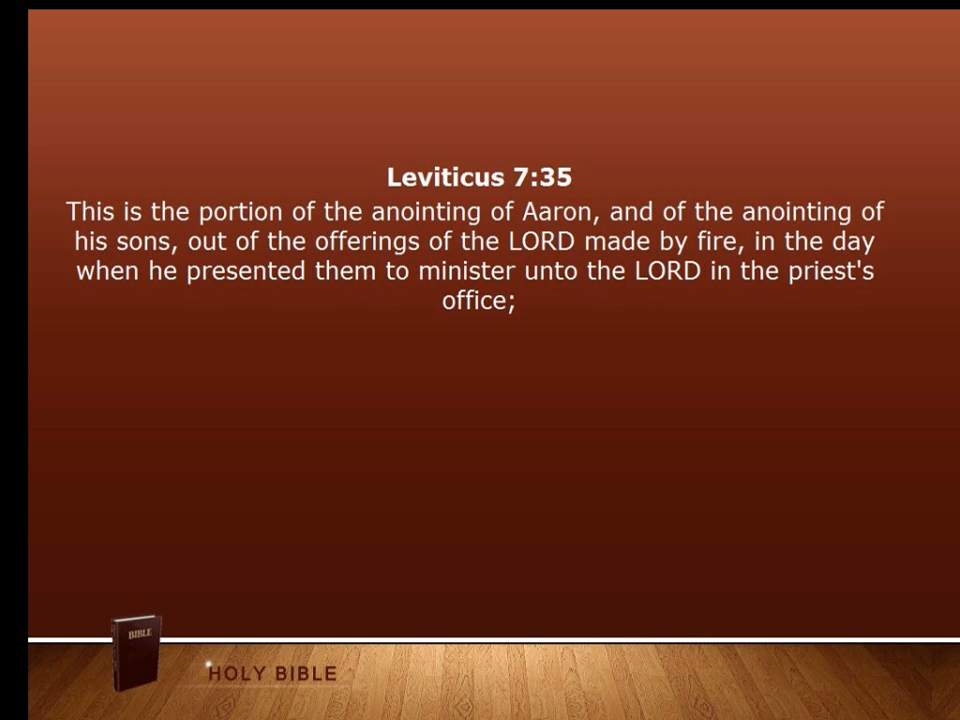 Leviticus 7:35
This is the portion of the anointing of Aaron, and of the anointing of
his sons, out of the offerings of the LORD made by fire, in the day
when he presented them to minister unto the LORD in the priest's
office;
BIBLE
HOLY BIBLE